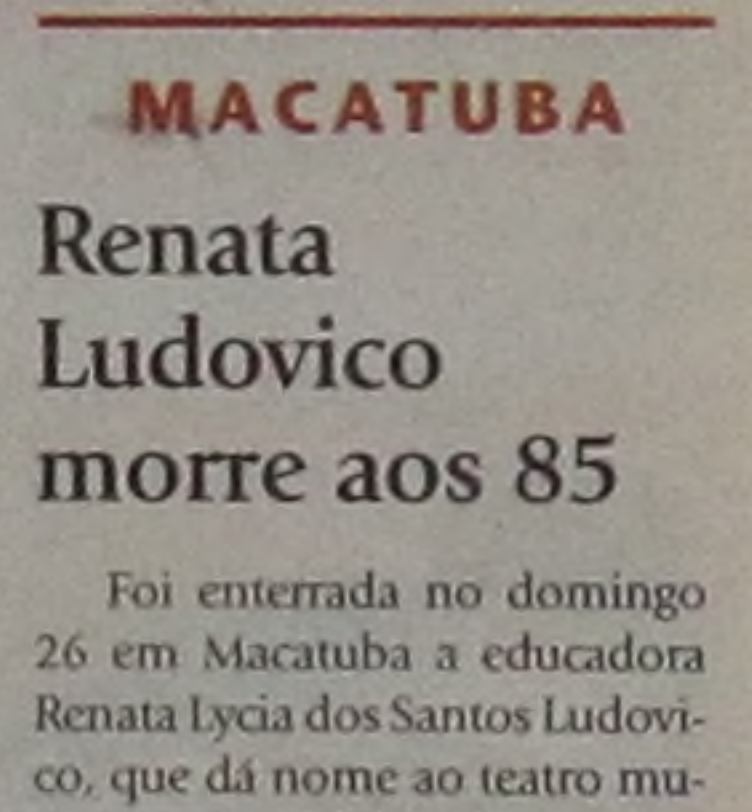 MACATUBA
Renata
Ludovico
morre aos 85
Foi enterrada no domingo
26 em Macatuba a educadora
Renata Lycia dos Santos Ludovi-
co, que dá nome ao teatro mu-